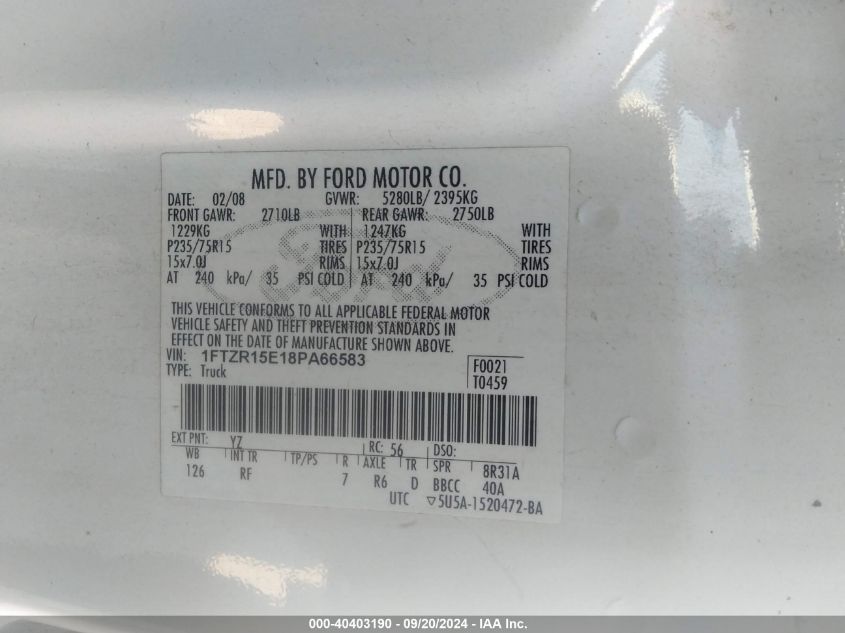 MFD. BY FORD MOTOR CO.
DATE: 02/08 GVWR: 5280LB/ 2395KG
FRONT GAWR: 2710LB REAR GAWR: 2750LB
1229KG WITH 1247KG WITH
P235/75R15 TIRES P235/75R15 TIRES
15x7.0J RIMS 15x7.0J RIMS
AT 240 kPa/ 35 PSI COLD AT 240 kPa/ 35 PSI COLD
Ford
THIS VEHICLE CONFORMS TO ALL APPLICABLE FEDERAL MOTOR
VEHICLE SAFETY AND THEFT PREVENTION STANDARDS IN
EFFECT ON THE DATE OF MANUFACTURE SHOWN ABOVE.
VIN: 1FTZR15E18PA66583 F0021
TYPE: Truck T0459
EXT PNT: YZ RC: 56 DSO:
WB INT TR TP/PS R AXLE TR SPR 8R31A
126 RF 7 R6 D BBCC 40A
UTC ▽5U5A-1520472-BA
000-40403190 - 09/20/2024 - IAA Inc.